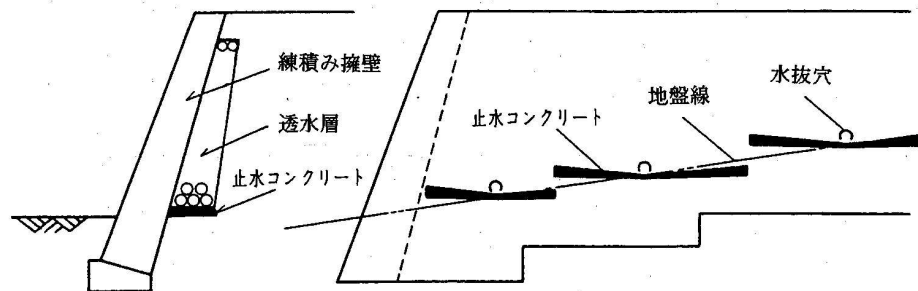 練積み擁壁
透水層
止水コンクリート
水抜穴
地盤線
止水コンクリート